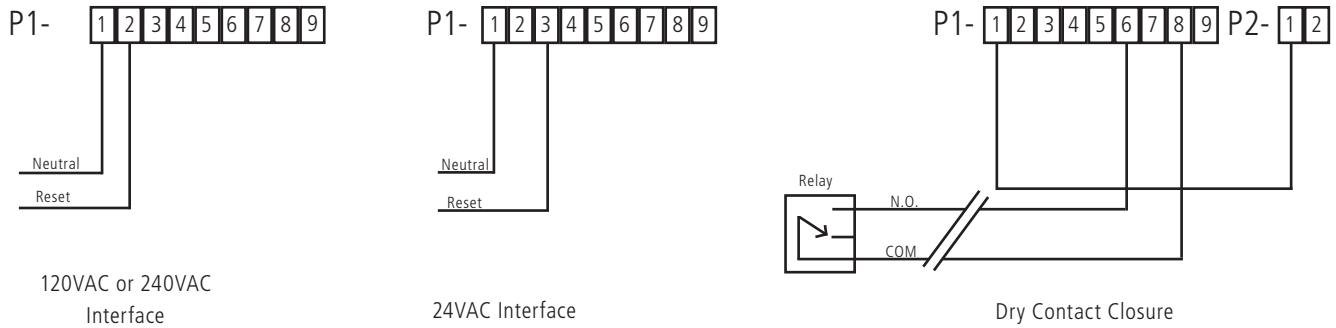 P1- 1 2 3 4 5 6 7 8 9
Neutral
Reset
120VAC or 240VAC
Interface
P1- 1 2 3 4 5 6 7 8 9
Neutral
Reset
24VAC Interface
P1- 1 2 3 4 5 6 7 8 9 P2- 1 2
Relay
N.O.
COM
Dry Contact Closure